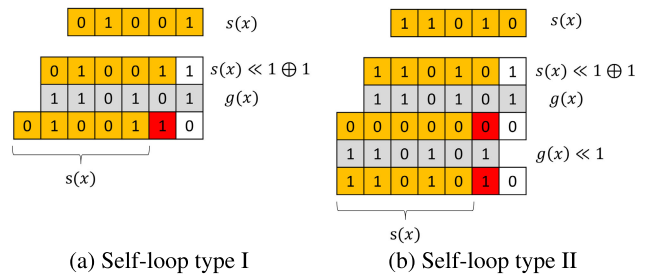 0 1 0 0 1 s(x)
0 1 0 0 1 1 s(x) ≪ 1 ⊕ 1
1 1 0 1 0 1 g(x)
0 1 0 0 1 1 0
s(x)
(a) Self-loop type I
1 1 0 1 0 s(x)
1 1 0 1 0 1 s(x) ≪ 1 ⊕ 1
1 1 0 1 0 1 g(x)
0 0 0 0 0 0 0
1 1 0 1 0 1 g(x) ≪ 1
1 1 0 1 0 1 0
s(x)
(b) Self-loop type II